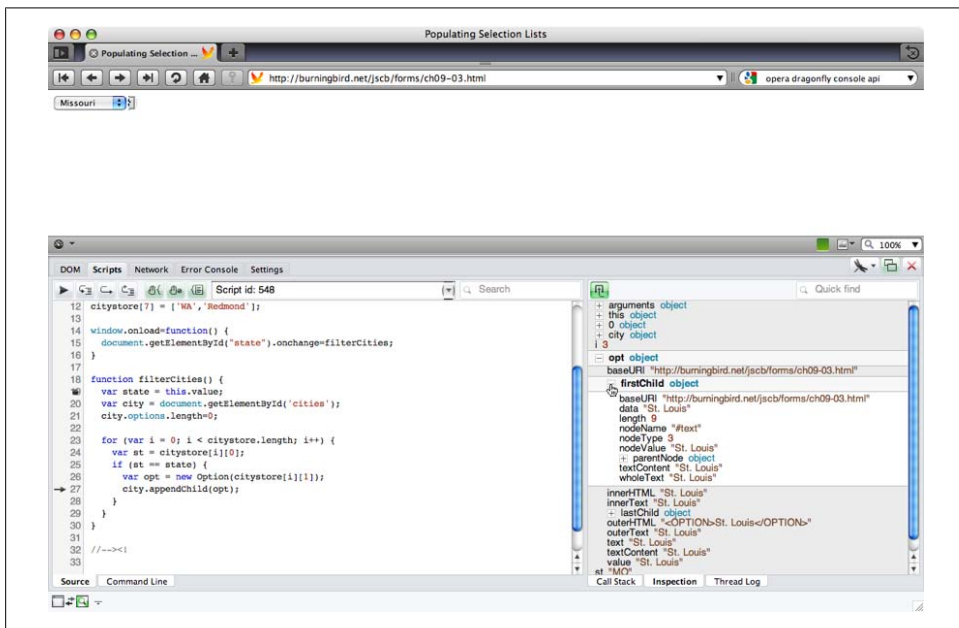 Populating Selection Lists
Populating Selection ...
http://burningbird.net/jscb/forms/ch09-03.html
opera dragonfly console api
Missouri
100%
DOM Scripts Network Error Console Settings
Script id: 548
Search
Quick find
12 citystore[7] = ['WA','Redmond'];
13
14 window.onload=function() {
15 document.getElementById("state").onchange=filterCities;
16 }
17
18 function filterCities() {
var state = this.value;
20 var city = document.getElementById('cities');
21 city.options.length=0;
22
23 for (var i = 0; i < citystore.length; i++) {
24 var st = citystore[i][0];
25 if (st == state) {
26 var opt = new Option(citystore[i][1]);
27 city.appendChild(opt);
28 }
29 }
30 }
31
32 //--><!
33
Source Command Line
+ arguments object
+ this object
+ 0 object
+ city object
i 3
− opt object
baseURI "http://burningbird.net/jscb/forms/ch09-03.html"
firstChild object
baseURI "http://burningbird.net/jscb/forms/ch09-03.html"
data "St. Louis"
length 9
nodeName "#text"
nodeType 3
nodeValue "St. Louis"
+ parentNode object
textContent "St. Louis"
wholeText "St. Louis"
innerHTML "St. Louis"
innerText "St. Louis"
+ lastChild object
outerHTML "<OPTION>St. Louis</OPTION>"
outerText "St. Louis"
text "St. Louis"
textContent "St. Louis"
value "St. Louis"
st "MO"
Call Stack Inspection Thread Log